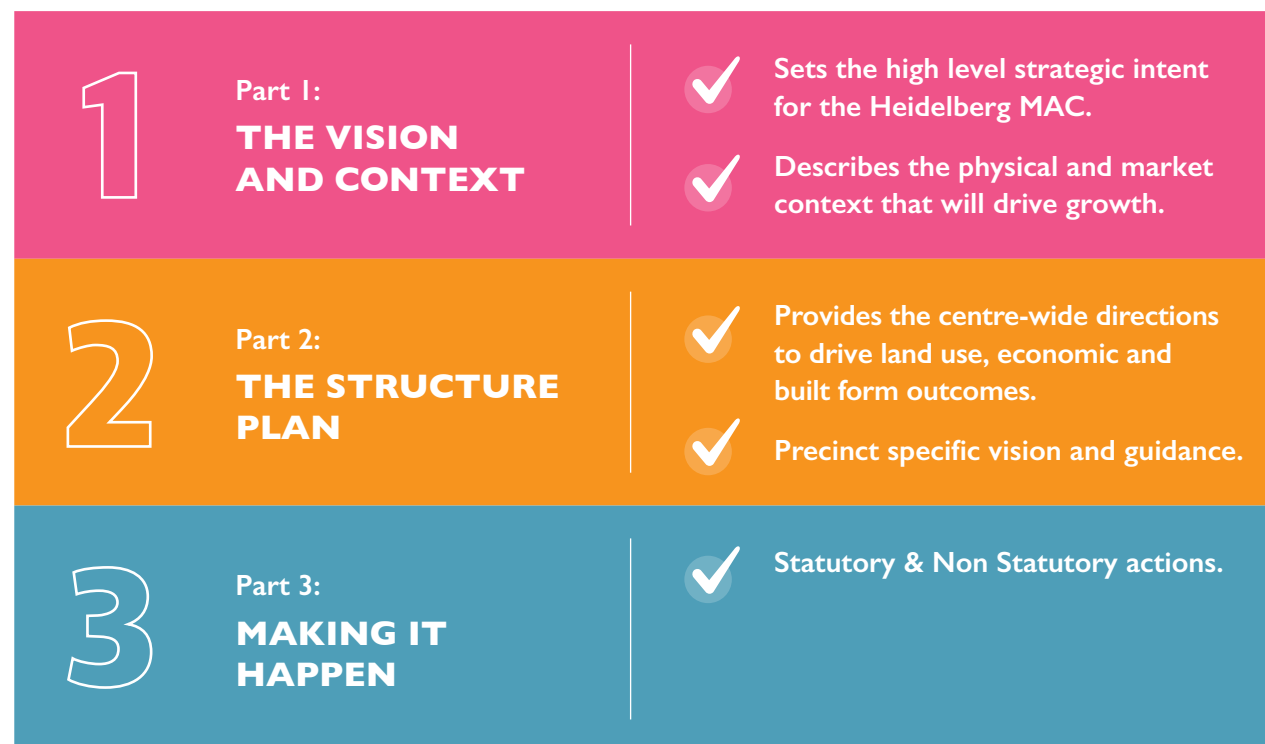 1
Part 1:
THE VISION
AND CONTEXT
Sets the high level strategic intent
for the Heidelberg MAC.
Describes the physical and market
context that will drive growth.
2
Part 2:
THE STRUCTURE
PLAN
Provides the centre-wide directions
to drive land use, economic and
built form outcomes.
Precinct specific vision and guidance.
3
Part 3:
MAKING IT
HAPPEN
Statutory & Non Statutory actions.